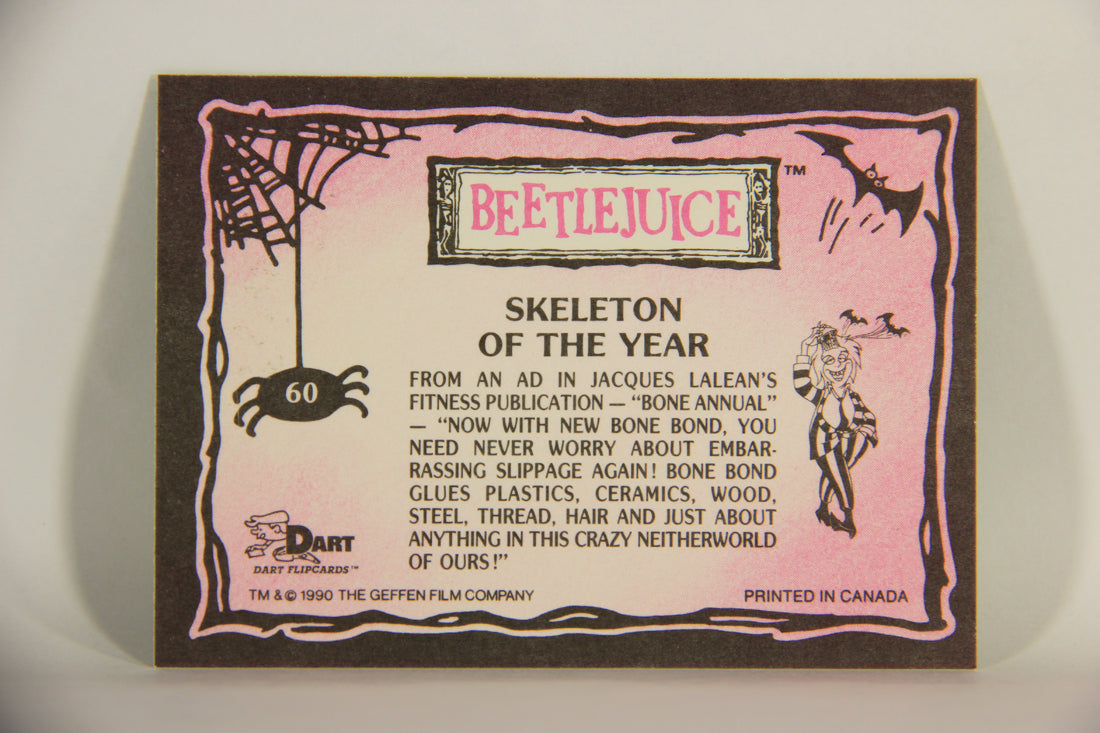 BEETLEJUICE™
SKELETON
OF THE YEAR
60
FROM AN AD IN JACQUES LALEAN'S
FITNESS PUBLICATION — "BONE ANNUAL"
— "NOW WITH NEW BONE BOND, YOU
NEED NEVER WORRY ABOUT EMBAR-
RASSING SLIPPAGE AGAIN! BONE BOND
GLUES PLASTICS, CERAMICS, WOOD,
STEEL, THREAD, HAIR AND JUST ABOUT
ANYTHING IN THIS CRAZY NEITHERWORLD
OF OURS!"
DART
DART FLIPCARDS™
TM & © 1990 THE GEFFEN FILM COMPANY
PRINTED IN CANADA